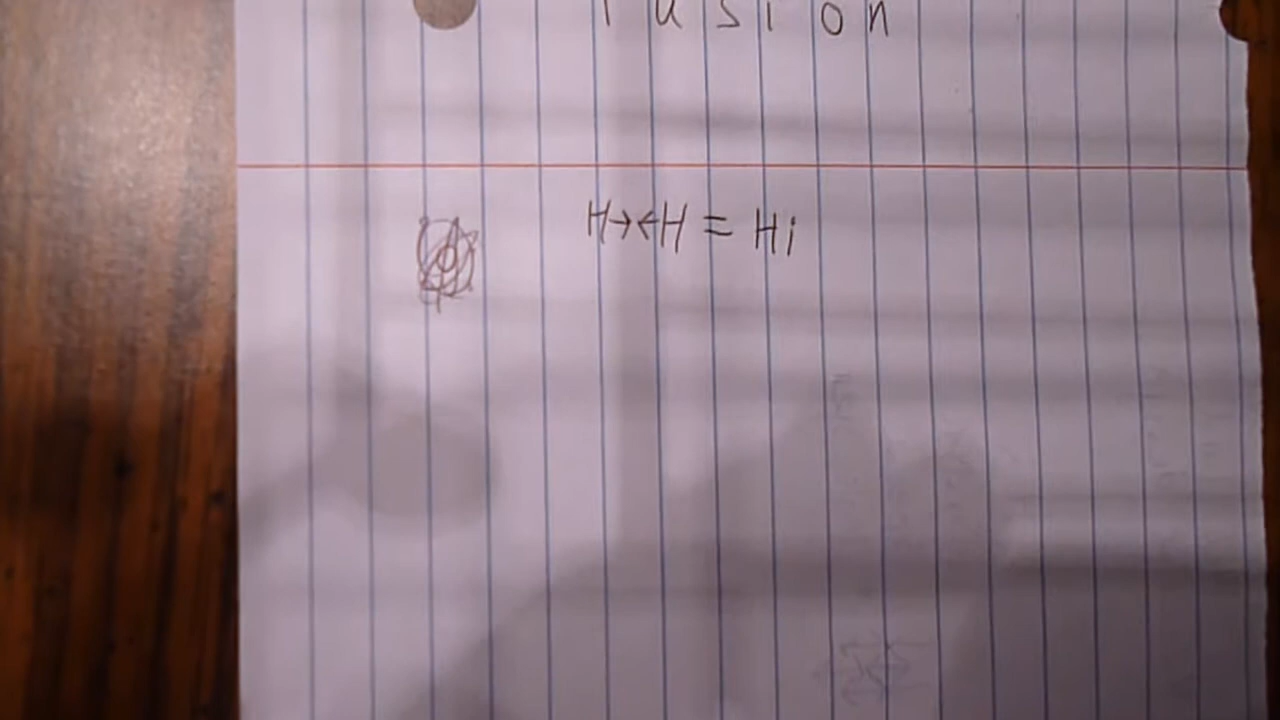 fusion
H→←H = Hi